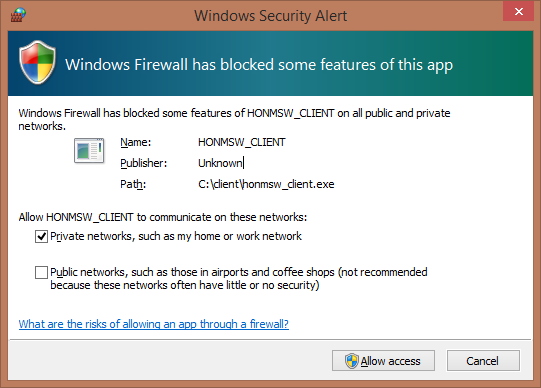 Windows Security Alert
Windows Firewall has blocked some features of this app
Windows Firewall has blocked some features of HONMSW_CLIENT on all public and private
networks.
Name: HONMSW_CLIENT
Publisher: Unknown
Path: C:\client\honmsw_client.exe
Allow HONMSW_CLIENT to communicate on these networks:
Private networks, such as my home or work network
Public networks, such as those in airports and coffee shops (not recommended
because these networks often have little or no security)
What are the risks of allowing an app through a firewall?
Allow access Cancel